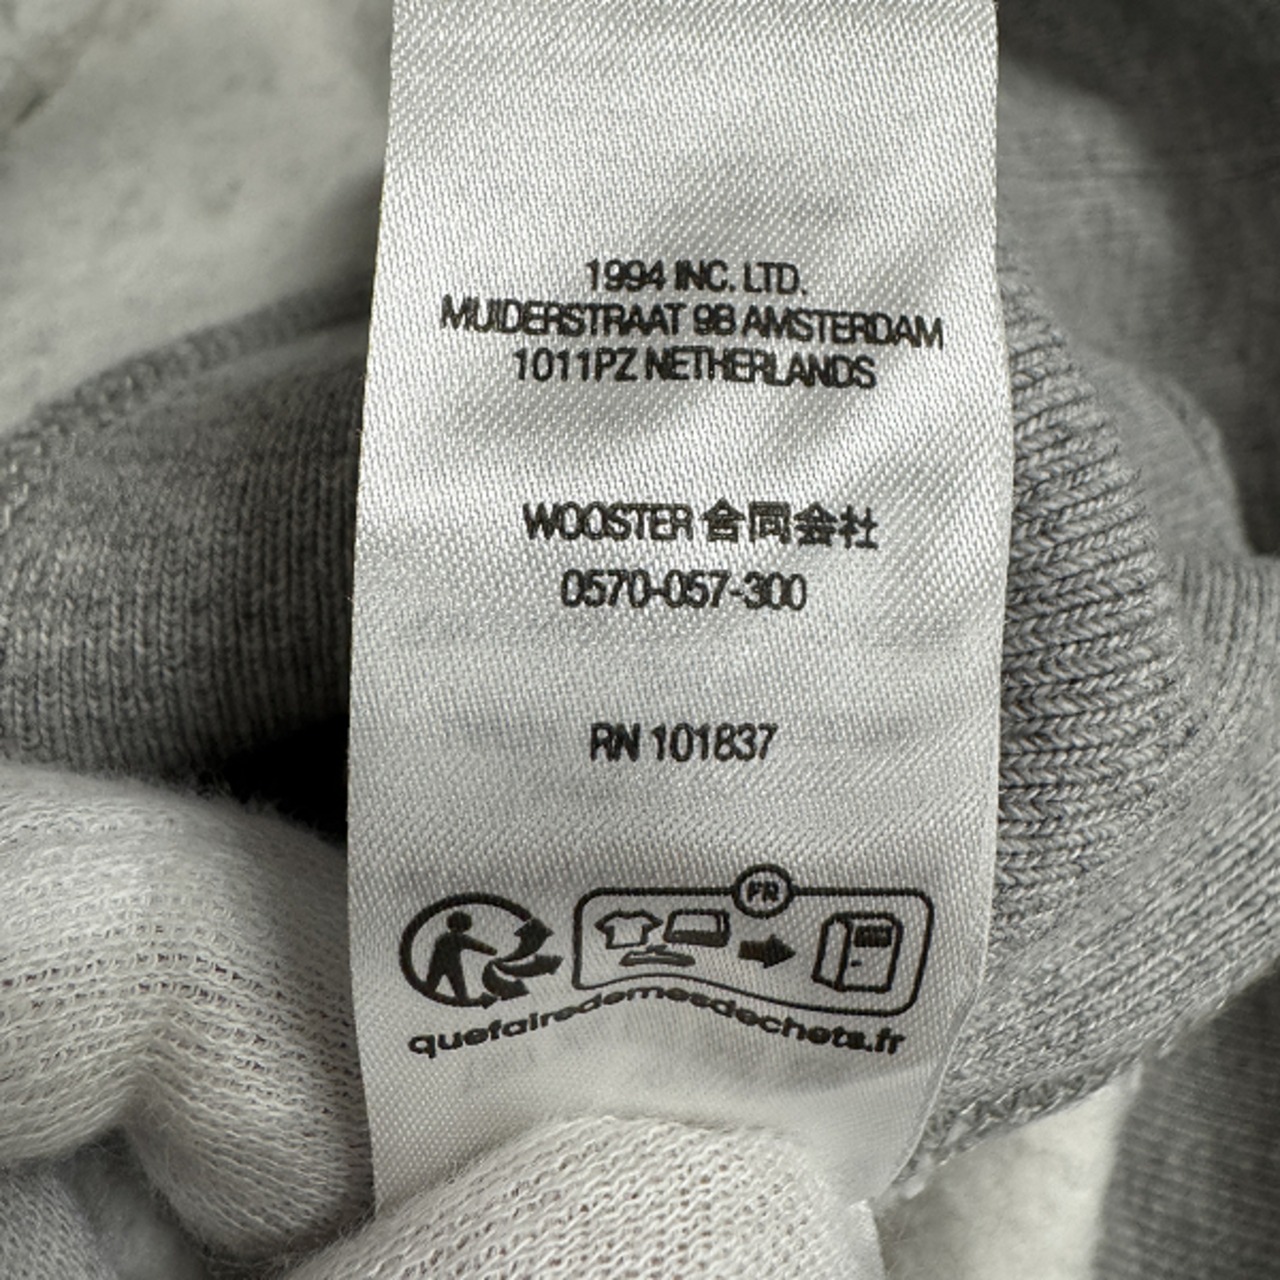 1994 INC. LTD.
MUIDERSTRAAT 9B AMSTERDAM
1011PZ NETHERLANDS
WOOSTER 合同会社
0570-057-300
RN 101837
FR
quefairedemesdechets.fr